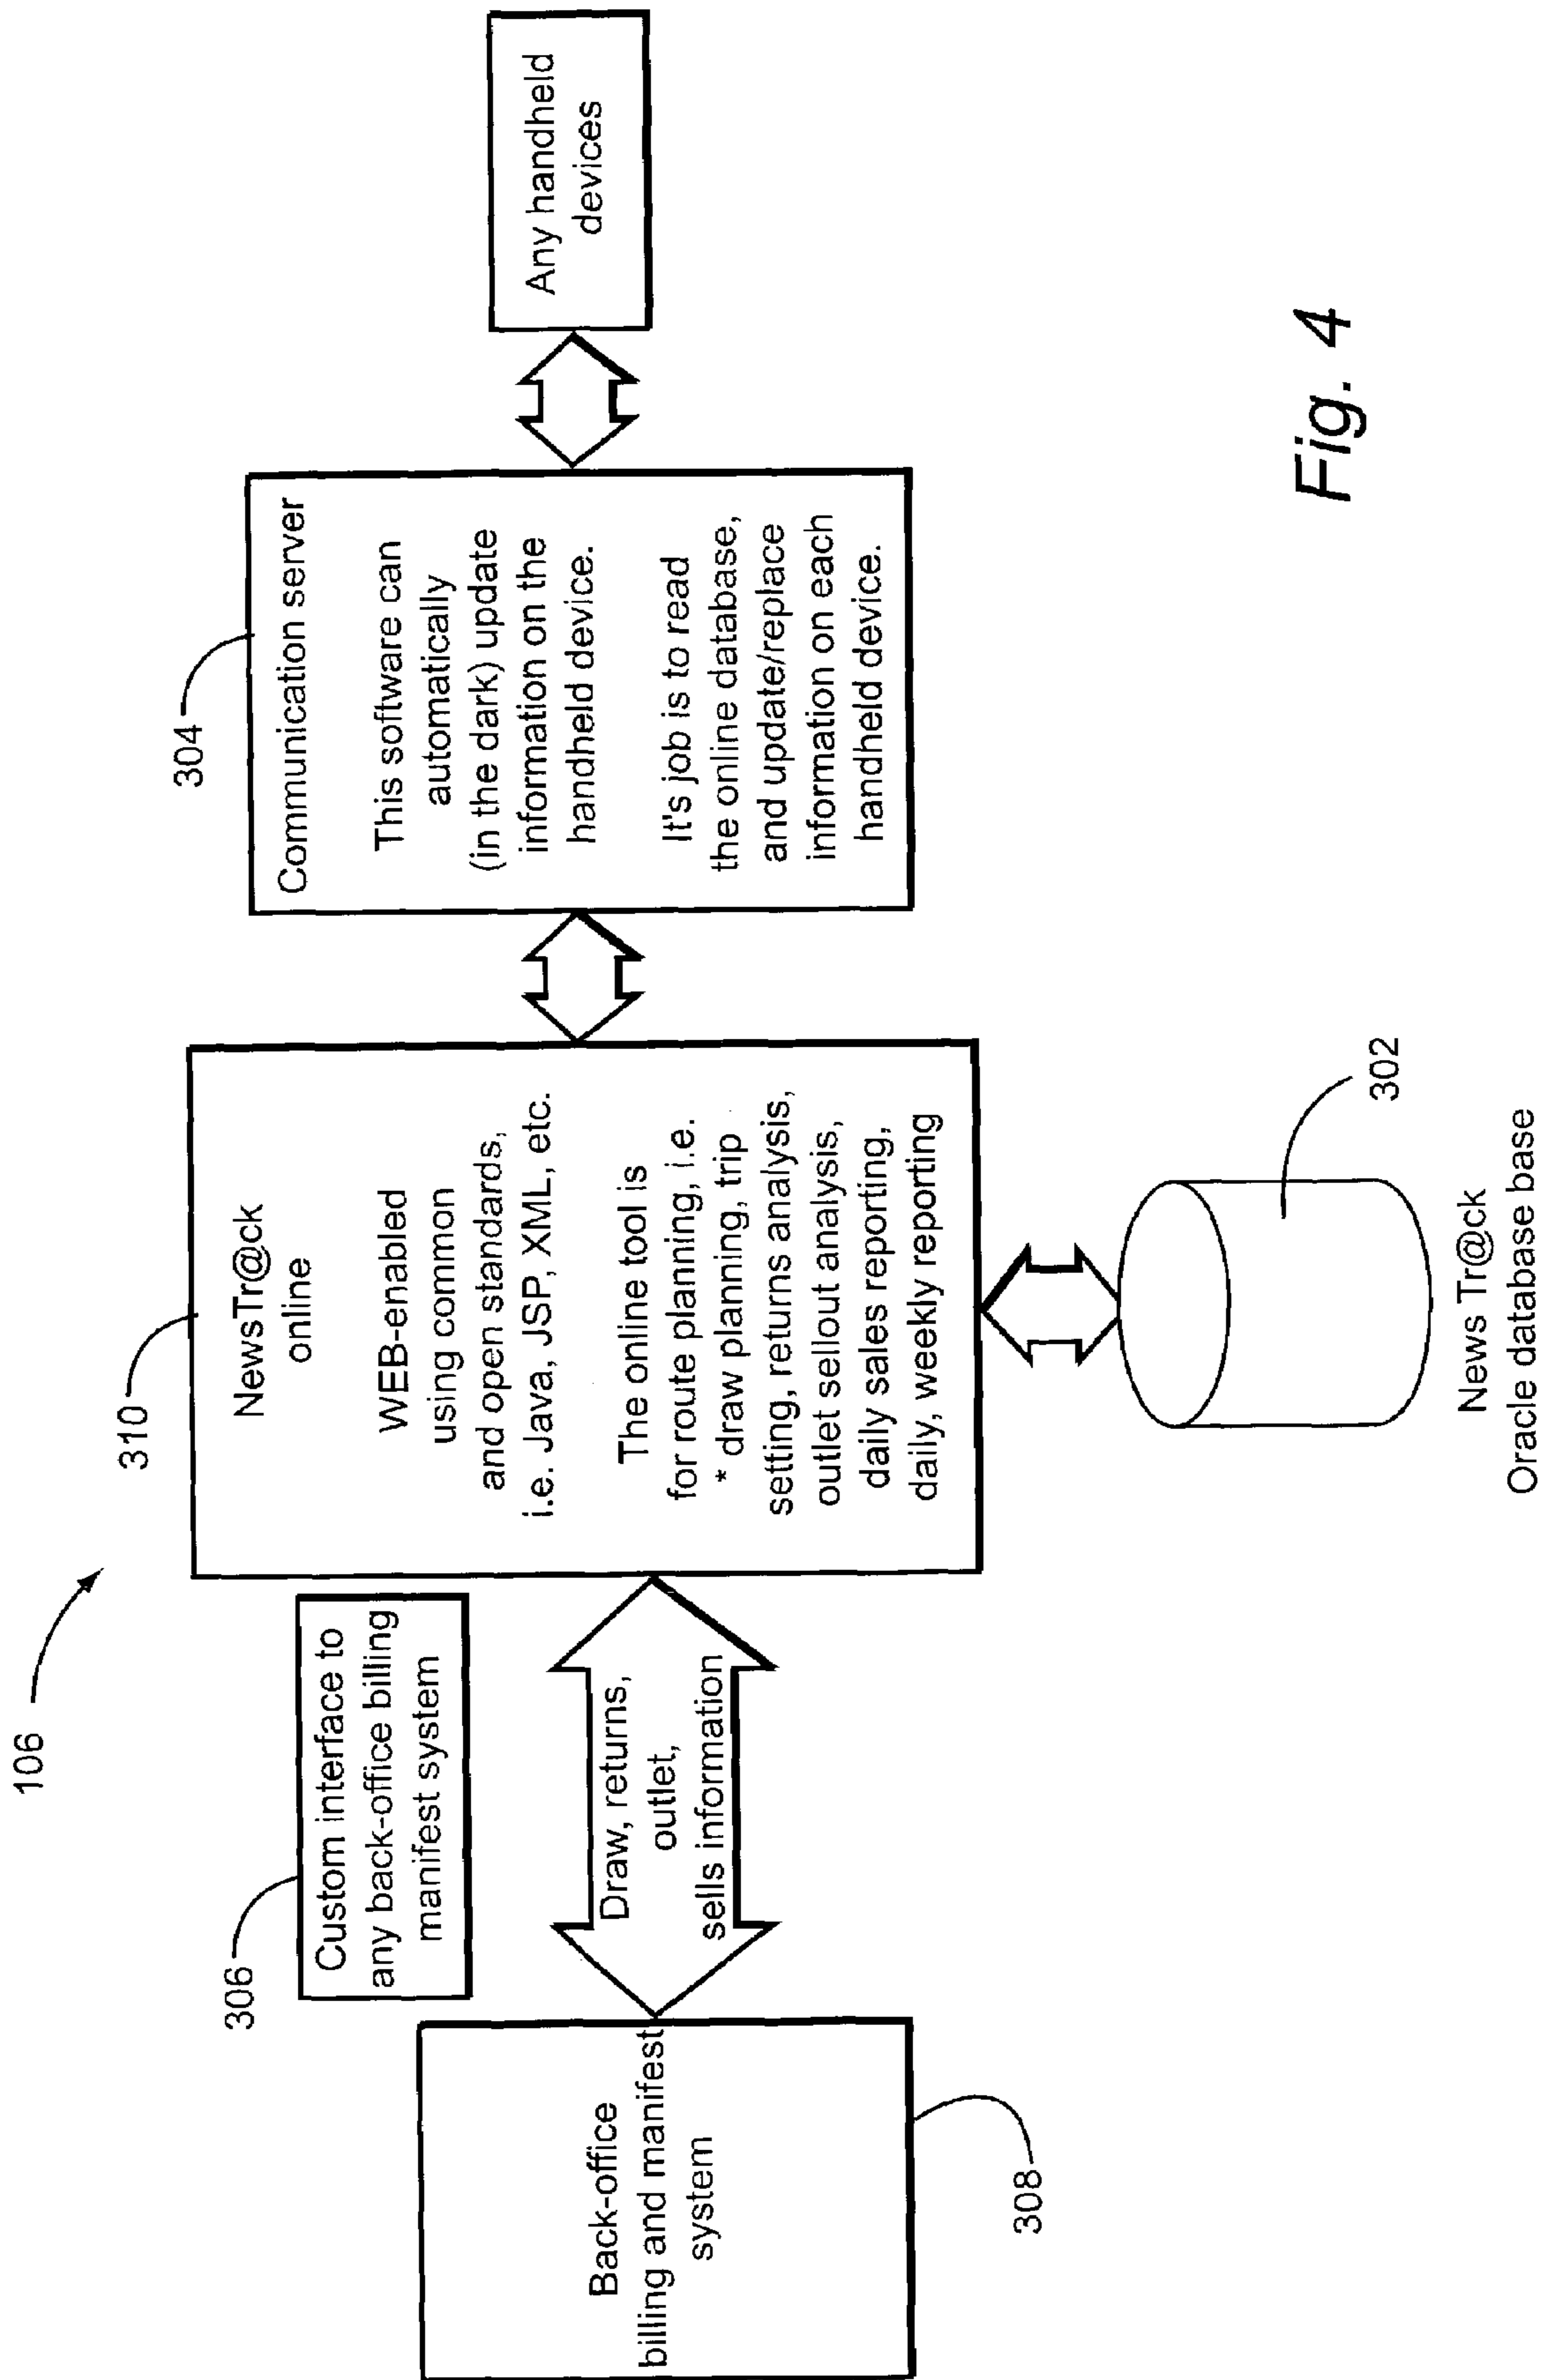 106
308
Back-office
billing and manifest
system
306
Custom interface to
any back-office billing
manifest system
Draw, returns,
outlet,
sells information
310
NewsTr@ck
online
WEB-enabled
using common
and open standards,
i.e. Java, JSP, XML, etc.
The online tool is
for route planning, i.e.
* draw planning, trip
setting, returns analysis,
outlet sellout analysis,
daily sales reporting,
daily, weekly reporting
302
News Tr@ck
Oracle database base
304
Communication server
This software can
automatically
(in the dark) update
information on the
handheld device.
It's job is to read
the online database,
and update/replace
information on each
handheld device.
Any handheld
devices
Fig. 4